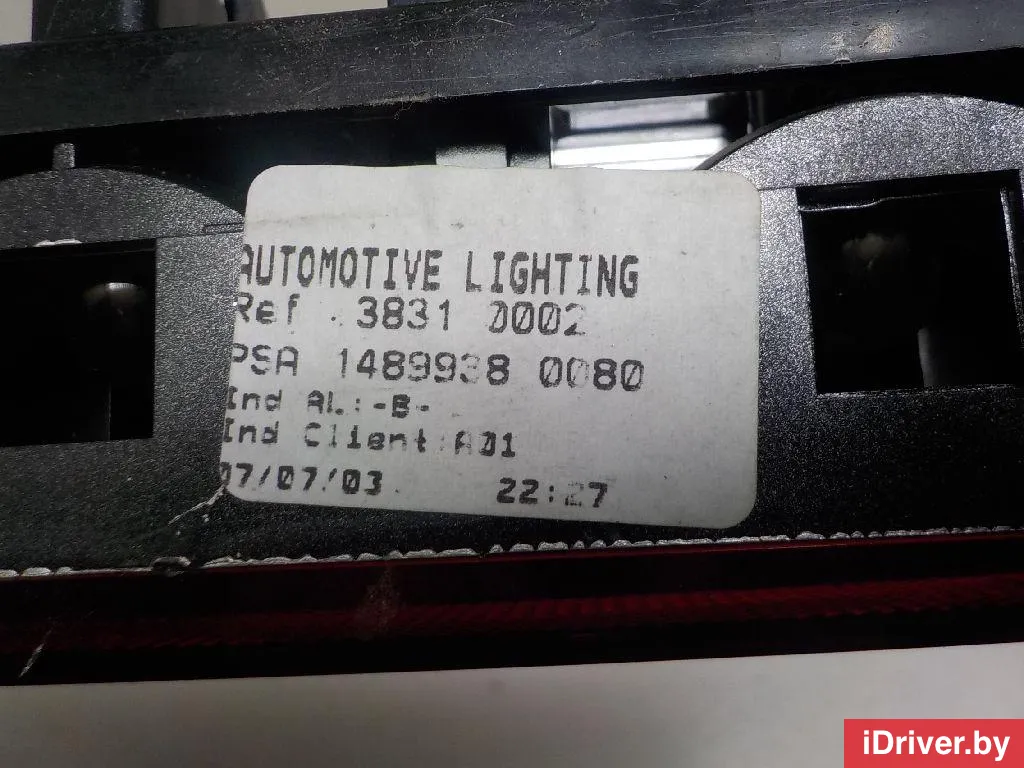 AUTOMOTIVE LIGHTING
Ref . 3831 0002
PSA 1489938 0080
Ind AL:-B-
Ind Client:A01
07/07/03 22:27
iDriver.by